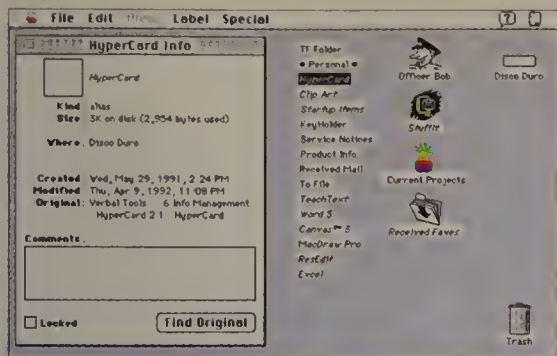 File Edit Label Special
HyperCard Info
HyperCard
Kind alias
Size 3K on disk (2,954 bytes used)
Where. Disco Duro
Created Wed, May 29, 1991, 2 24 PM
Modified Thu, Apr 9, 1992, 11 08 PM
Original: Verbal Tools 6 Info Management
HyperCard 2 1 HyperCard
Comments.
Locked
Find Original
TF Folder
• Personal •
HyperCard
Clip Art
Startup Items
KeyHolder
Service Notices
Product Info
Received Mail
To File
TeachText
Word 5
Canvas™ 3
MacDraw Pro
ResEdit
Excel
Officer Bob
Disco Duro
StuffIt
Current Projects
Received Faxes
Trash